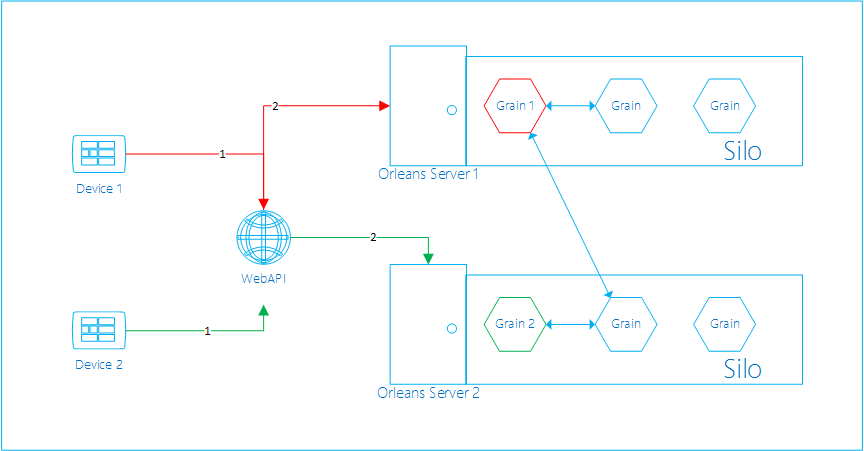 2
Grain 1
Grain
Grain
1
Silo
Orleans Server 1
Device 1
2
WebAPI
1
Grain 2
Grain
Grain
Device 2
Silo
Orleans Server 2